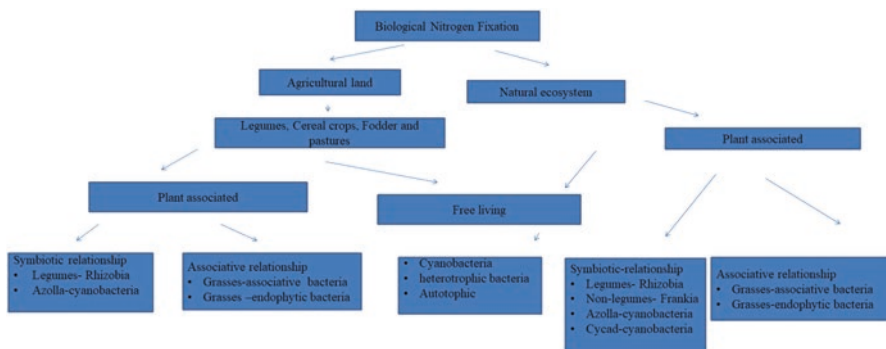 Biological Nitrogen Fixation
Agricultural land
Natural ecosystem
Legumes, Cereal crops, Fodder and
pastures
Plant associated
Plant associated
Free living
Symbiotic relationship
• Legumes- Rhizobia
• Azolla-cyanobacteria
Associative relationship
• Grasses-associative bacteria
• Grasses –endophytic bacteria
• Cyanobacteria
• heterotrophic bacteria
• Autotophic
Symbiotic-relationship
• Legumes- Rhizobia
• Non-legumes- Frankia
• Azolla-cyanobacteria
• Cycad-cyanobacteria
Associative relationship
• Grasses-associative bacteria
• Grasses-endophytic bacteria